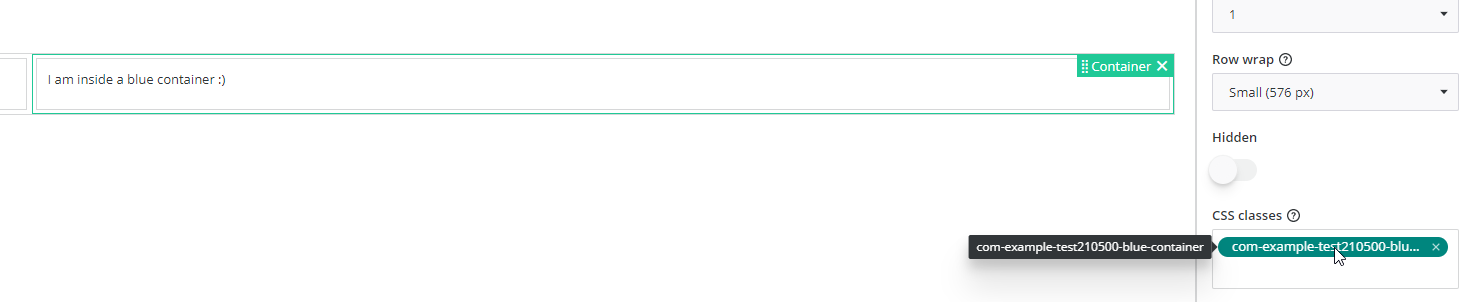 1
Row wrap
Container
I am inside a blue container :)
Small (576 px)
Hidden
CSS classes
com-example-test210500-blue-container
com-example-test210500-blu...